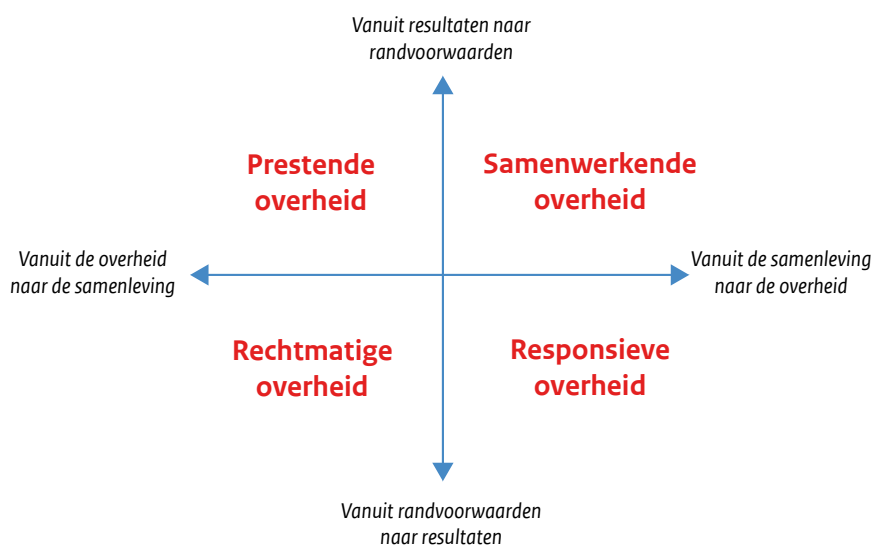 Vanuit resultaten naar
randvoorwaarden
Prestende
overheid
Samenwerkende
overheid
Vanuit de overheid
naar de samenleving
Vanuit de samenleving
naar de overheid
Rechtmatige
overheid
Responsieve
overheid
Vanuit randvoorwaarden
naar resultaten